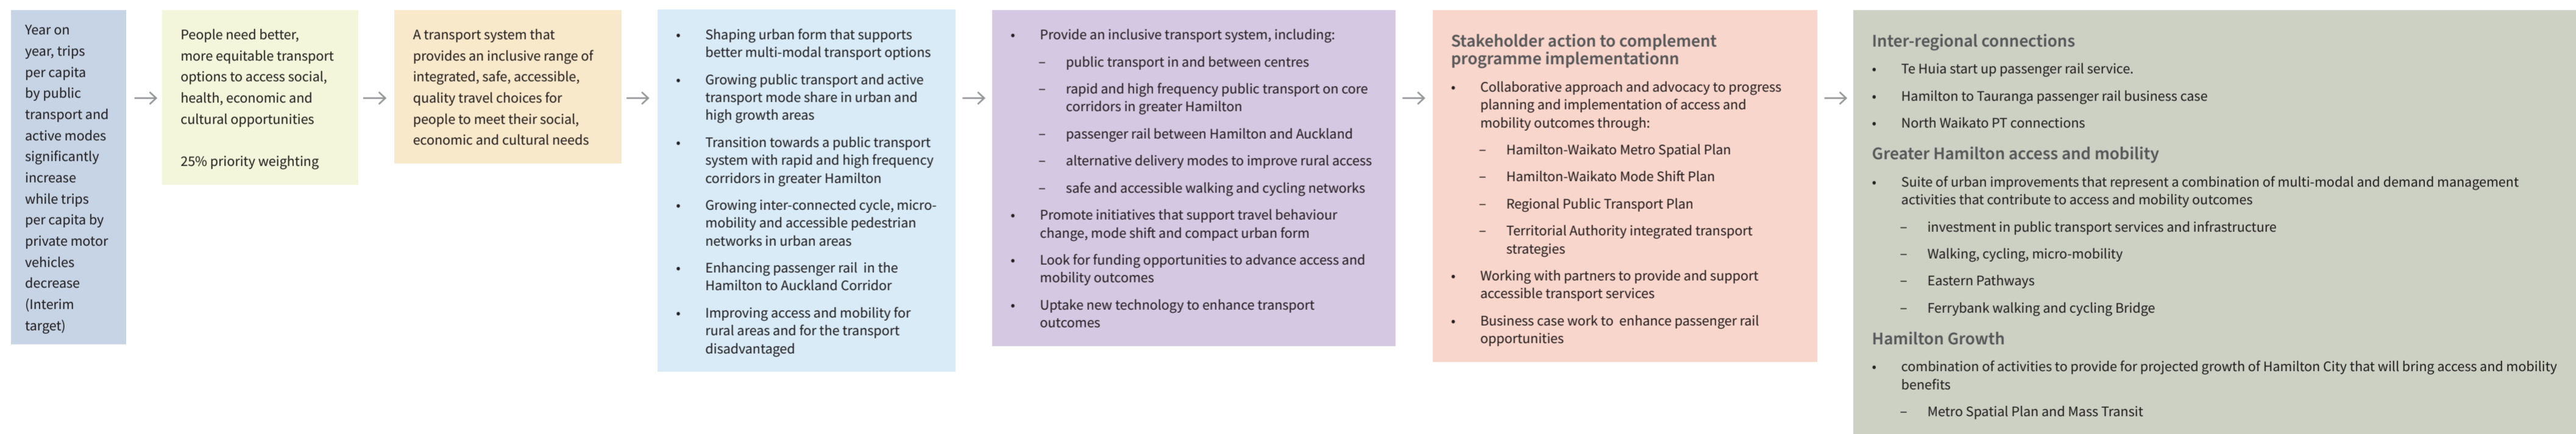 Year on
year, trips
per capita
by public
transport and
active modes
significantly
increase
while trips
per capita by
private motor
vehicles
decrease
(Interim
target)
People need better,
more equitable transport
options to access social,
health, economic and
cultural opportunities
25% priority weighting
A transport system that
provides an inclusive range of
integrated, safe, accessible,
quality travel choices for
people to meet their social,
economic and cultural needs
• Shaping urban form that supports
better multi-modal transport options
• Growing public transport and active
transport mode share in urban and
high growth areas
• Transition towards a public transport
system with rapid and high frequency
corridors in greater Hamilton
• Growing inter-connected cycle, micro-
mobility and accessible pedestrian
networks in urban areas
• Enhancing passenger rail in the
Hamilton to Auckland Corridor
• Improving access and mobility for
rural areas and for the transport
disadvantaged
• Provide an inclusive transport system, including:
– public transport in and between centres
– rapid and high frequency public transport on core
corridors in greater Hamilton
– passenger rail between Hamilton and Auckland
– alternative delivery modes to improve rural access
– safe and accessible walking and cycling networks
• Promote initiatives that support travel behaviour
change, mode shift and compact urban form
• Look for funding opportunities to advance access and
mobility outcomes
• Uptake new technology to enhance transport
outcomes
Stakeholder action to complement
programme implementationn
• Collaborative approach and advocacy to progress
planning and implementation of access and
mobility outcomes through:
– Hamilton-Waikato Metro Spatial Plan
– Hamilton-Waikato Mode Shift Plan
– Regional Public Transport Plan
– Territorial Authority integrated transport
strategies
• Working with partners to provide and support
accessible transport services
• Business case work to enhance passenger rail
opportunities
Inter-regional connections
• Te Huia start up passenger rail service.
• Hamilton to Tauranga passenger rail business case
• North Waikato PT connections
Greater Hamilton access and mobility
• Suite of urban improvements that represent a combination of multi-modal and demand management
activities that contribute to access and mobility outcomes
– investment in public transport services and infrastructure
– Walking, cycling, micro-mobility
– Eastern Pathways
– Ferrybank walking and cycling Bridge
Hamilton Growth
• combination of activities to provide for projected growth of Hamilton City that will bring access and mobility
benefits
– Metro Spatial Plan and Mass Transit